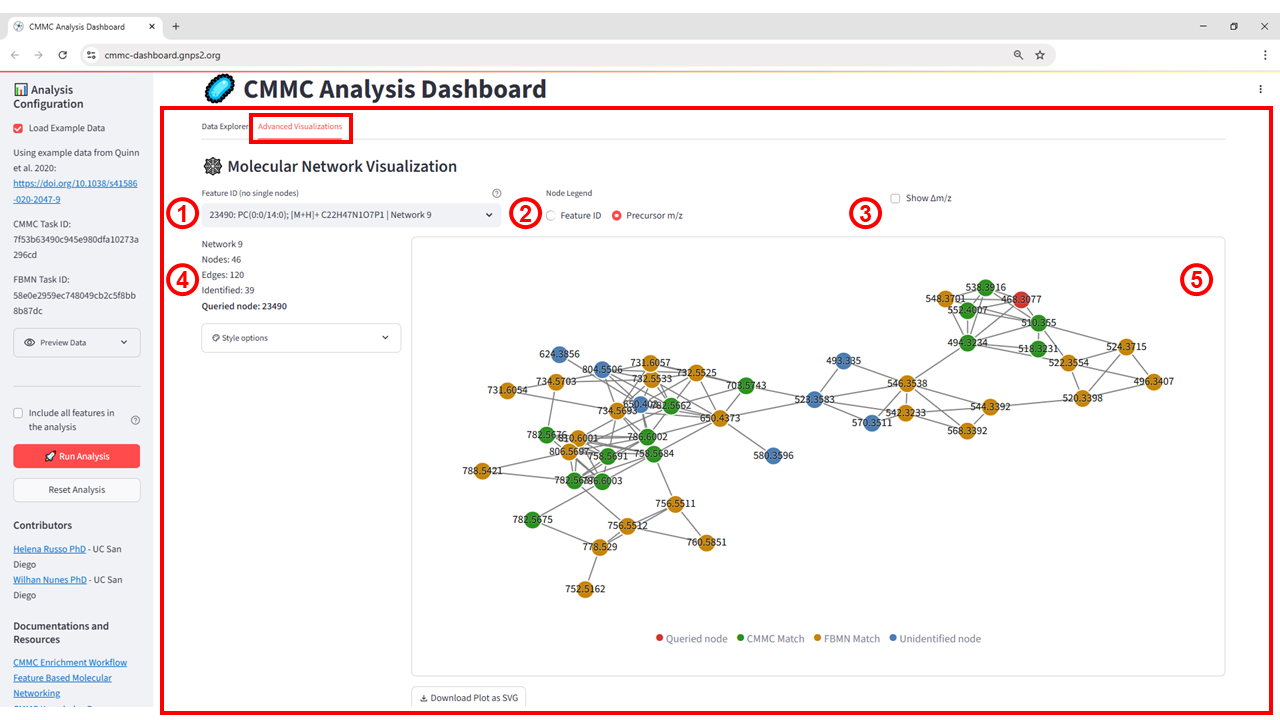 CMMC Analysis Dashboard
cmmc-dashboard.gnps2.org
Analysis
Configuration
Load Example Data
Using example data from Quinn
et al. 2020:
https://doi.org/10.1038/s41586
-020-2047-9
CMMC Task ID:
7f53b63490c945e980dfa10273a
296cd
FBMN Task ID:
58e0e2959ec748049cb2c5f8bb
8b87dc
Preview Data
Include all features in
the analysis
Run Analysis
Reset Analysis
Contributors
Helena Russo PhD - UC San
Diego
Wilhan Nunes PhD - UC San
Diego
Documentations and
Resources
CMMC Enrichment Workflow
Feature Based Molecular
Networking
CMMC Analysis Dashboard
Data Explorer
Advanced Visualizations
Molecular Network Visualization
Feature ID (no single nodes)
1
23490: PC(0:0/14:0); [M+H]+ C22H47N1O7P1 | Network 9
Node Legend
2
Feature ID
Precursor m/z
3
Show Δm/z
4
Network 9
Nodes: 46
Edges: 120
Identified: 39
Queried node: 23490
Style options
5
538.3916
548.3701
468.3077
552.4007
510.355
494.3234
518.3231
524.3715
522.3554
496.3407
520.3398
624.3856
493.335
804.5506
731.6057
732.5525
734.5703
732.5533
731.6054
703.5743
546.3538
523.3583
782.5662
734.5693
544.3392
542.3233
650.4373
570.3511
568.3392
786.6002
810.6001
806.5697
758.5691
758.5684
580.3596
788.5421
786.6003
756.5511
782.5675
756.5512
760.5851
778.529
752.5162
Queried node
CMMC Match
FBMN Match
Unidentified node
Download Plot as SVG